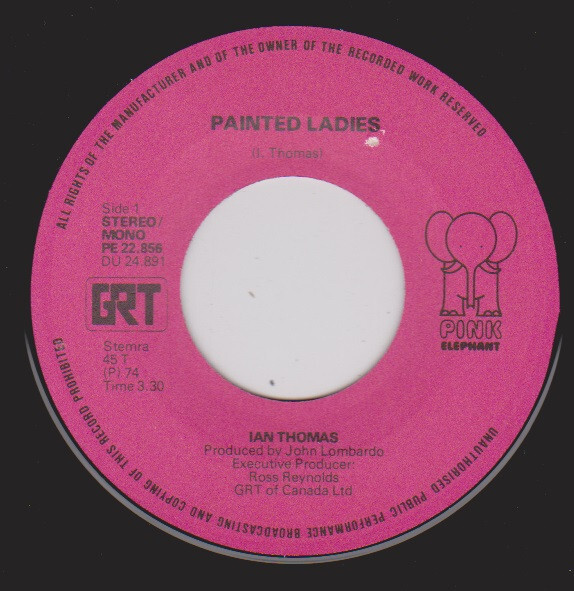 ALL RIGHTS OF THE MANUFACTURER AND OF THE OWNER OF THE RECORDED WORK RESERVED
PAINTED LADIES
(I. Thomas)
Side 1
STEREO/
MONO
PE 22.856
DU 24.891
GRT
Stemra
45 T
(P) 74
Time 3.30
PINK
ELEPHANT
IAN THOMAS
Produced by John Lombardo
Executive Producer:
Ross Reynolds
GRT of Canada Ltd
UNAUTHORISED PUBLIC PERFORMANCE BROADCASTING AND COPYING OF THIS RECORD PROHIBITED